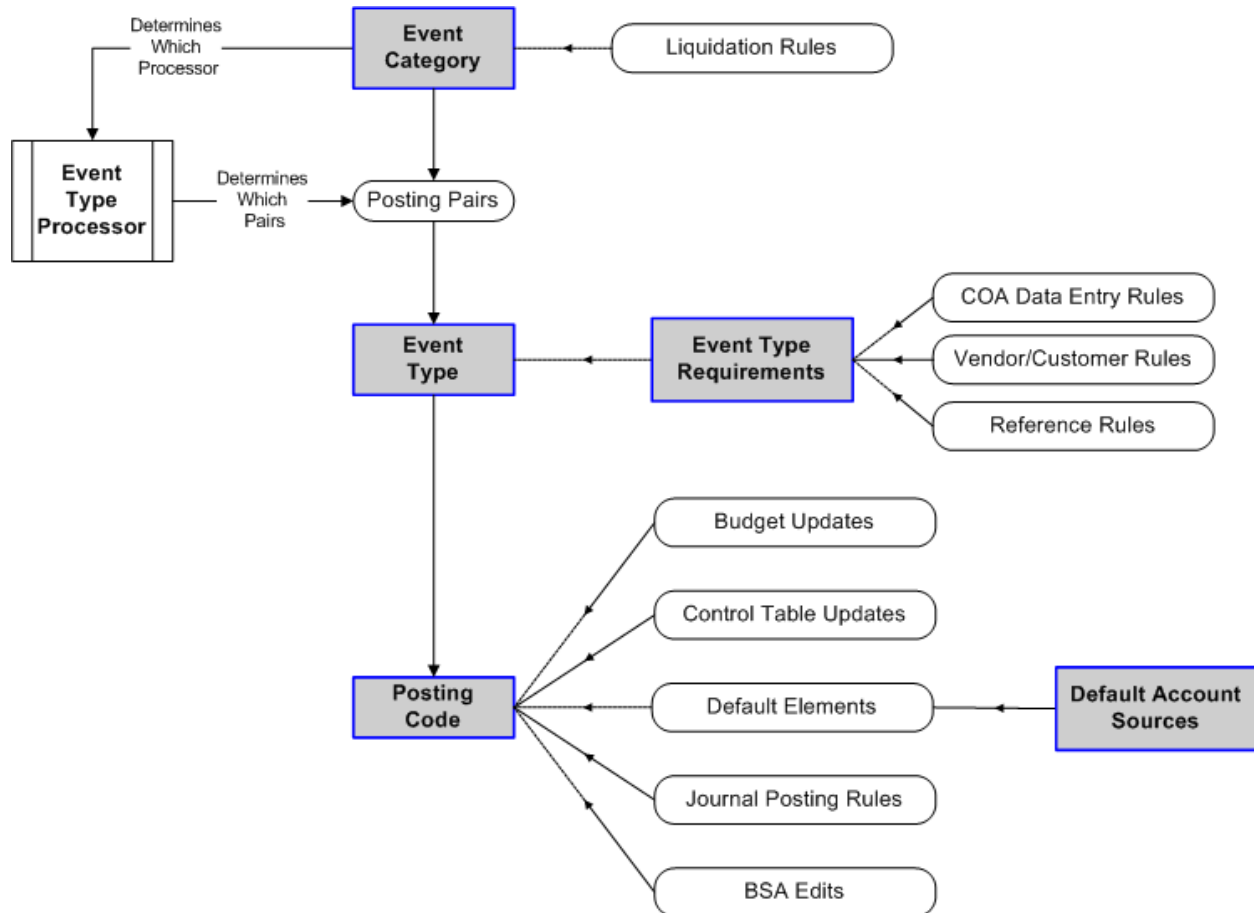 Determines
Which
Processor
Event
Category
Liquidation Rules
Event
Type
Processor
Determines
Which
Pairs
Posting Pairs
COA Data Entry Rules
Event
Type
Event Type
Requirements
Vendor/Customer Rules
Reference Rules
Budget Updates
Control Table Updates
Posting
Code
Default Elements
Default Account
Sources
Journal Posting Rules
BSA Edits